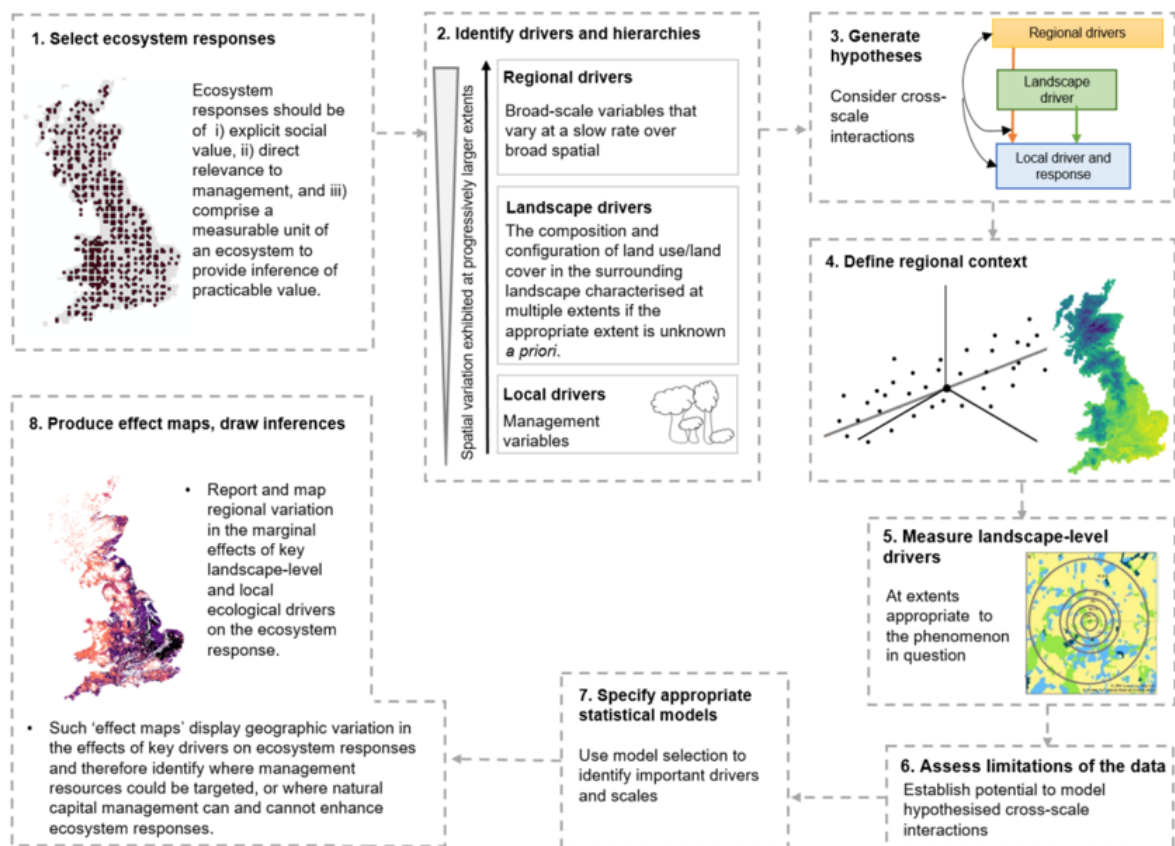 1. Select ecosystem responses
Ecosystem
responses should be
of i) explicit social
value, ii) direct
relevance to
management, and iii)
comprise a
measurable unit of
an ecosystem to
provide inference of
practicable value.
2. Identify drivers and hierarchies
Spatial variation exhibited at progressively larger extents
Regional drivers
Broad-scale variables that
vary at a slow rate over
broad spatial
Landscape drivers
The composition and
configuration of land use/land
cover in the surrounding
landscape characterised at
multiple extents if the
appropriate extent is unknown
a priori.
Local drivers
Management
variables
3. Generate
hypotheses
Consider cross-
scale
interactions
Regional drivers
Landscape
driver
Local driver and
response
4. Define regional context
5. Measure landscape-level
drivers
At extents
appropriate to
the phenomenon
in question
6. Assess limitations of the data
Establish potential to model
hypothesised cross-scale
interactions
7. Specify appropriate
statistical models
Use model selection to
identify important drivers
and scales
8. Produce effect maps, draw inferences
• Report and map
regional variation
in the marginal
effects of key
landscape-level
and local
ecological drivers
on the ecosystem
response.
• Such ‘effect maps’ display geographic variation in
the effects of key drivers on ecosystem responses
and therefore identify where management
resources could be targeted, or where natural
capital management can and cannot enhance
ecosystem responses.